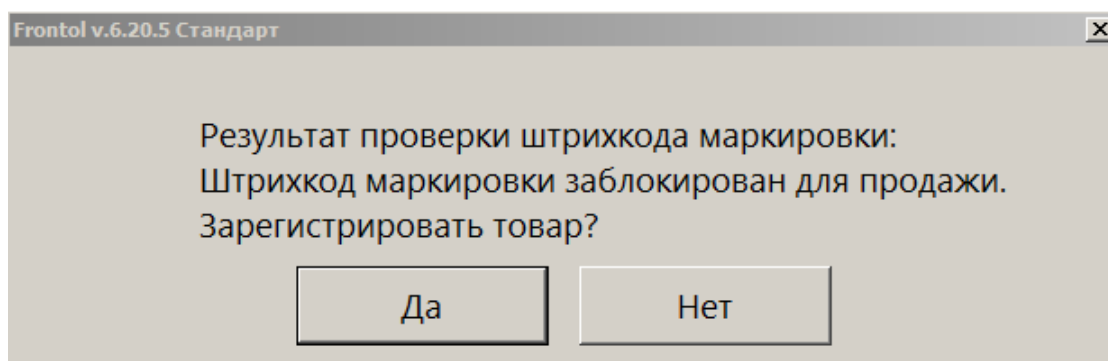 Frontol v.6.20.5 Стандарт
Результат проверки штрихкода маркировки:
Штрихкод маркировки заблокирован для продажи.
Зарегистрировать товар?
Да
Нет